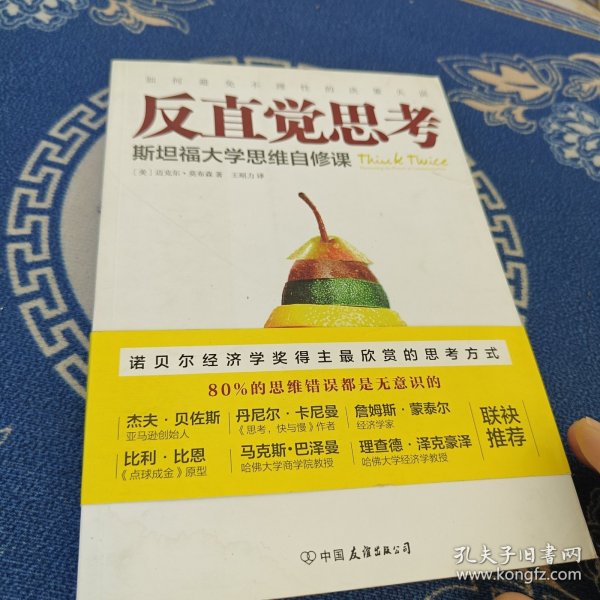 如何避免不理性的决策失误
反直觉思考
斯坦福大学思维自修课 Think Twice
〔美〕迈克尔·莫布森 著 王明力 译
诺贝尔经济学奖得主最欣赏的思考方式
80%的思维错误都是无意识的
杰夫·贝佐斯 丹尼尔·卡尼曼 詹姆斯·蒙泰尔
亚马逊创始人 《思考,快与慢》作者 经济学家
联袂
推荐
比利·比恩 马克斯·巴泽曼 理查德·泽克豪泽
《点球成金》原型 哈佛大学商学院教授 哈佛大学经济学教授
中国友谊出版公司
孔夫子旧书网
www.kongfz.com